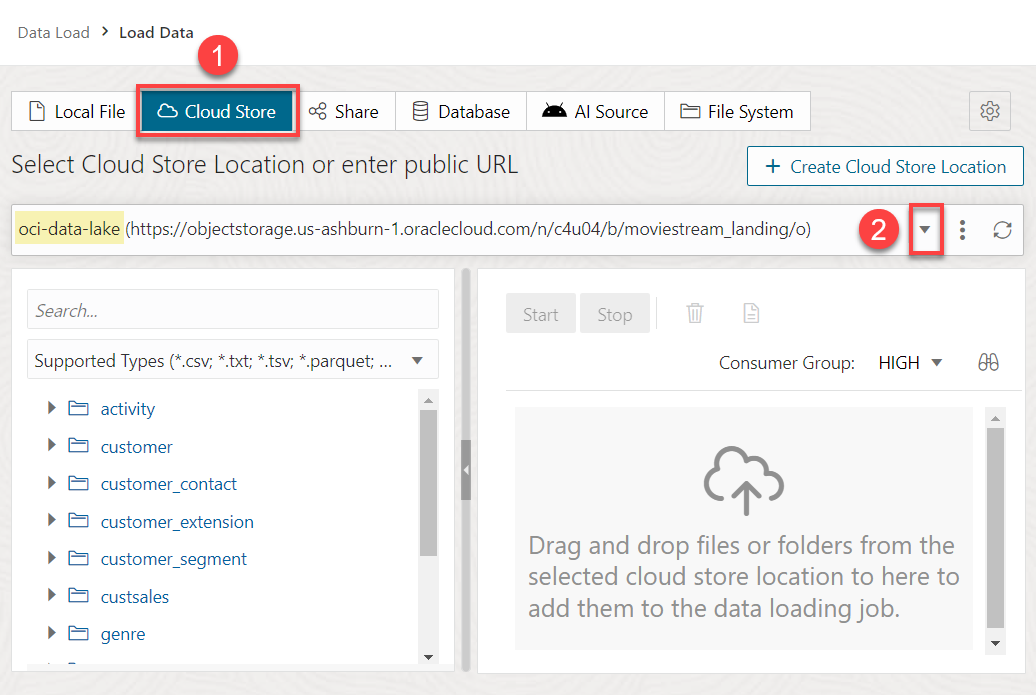 Data Load > Load Data
1
Local File Cloud Store Share Database AI Source File System
Select Cloud Store Location or enter public URL
+ Create Cloud Store Location
oci-data-lake (https://objectstorage.us-ashburn-1.oraclecloud.com/n/c4u04/b/moviestream_landing/o)
2
Search...
Supported Types (*.csv; *.txt; *.tsv; *.parquet; ...
activity
customer
customer_contact
customer_extension
customer_segment
custsales
genre
Start Stop
Consumer Group: HIGH
Drag and drop files or folders from the
selected cloud store location to here to
add them to the data loading job.